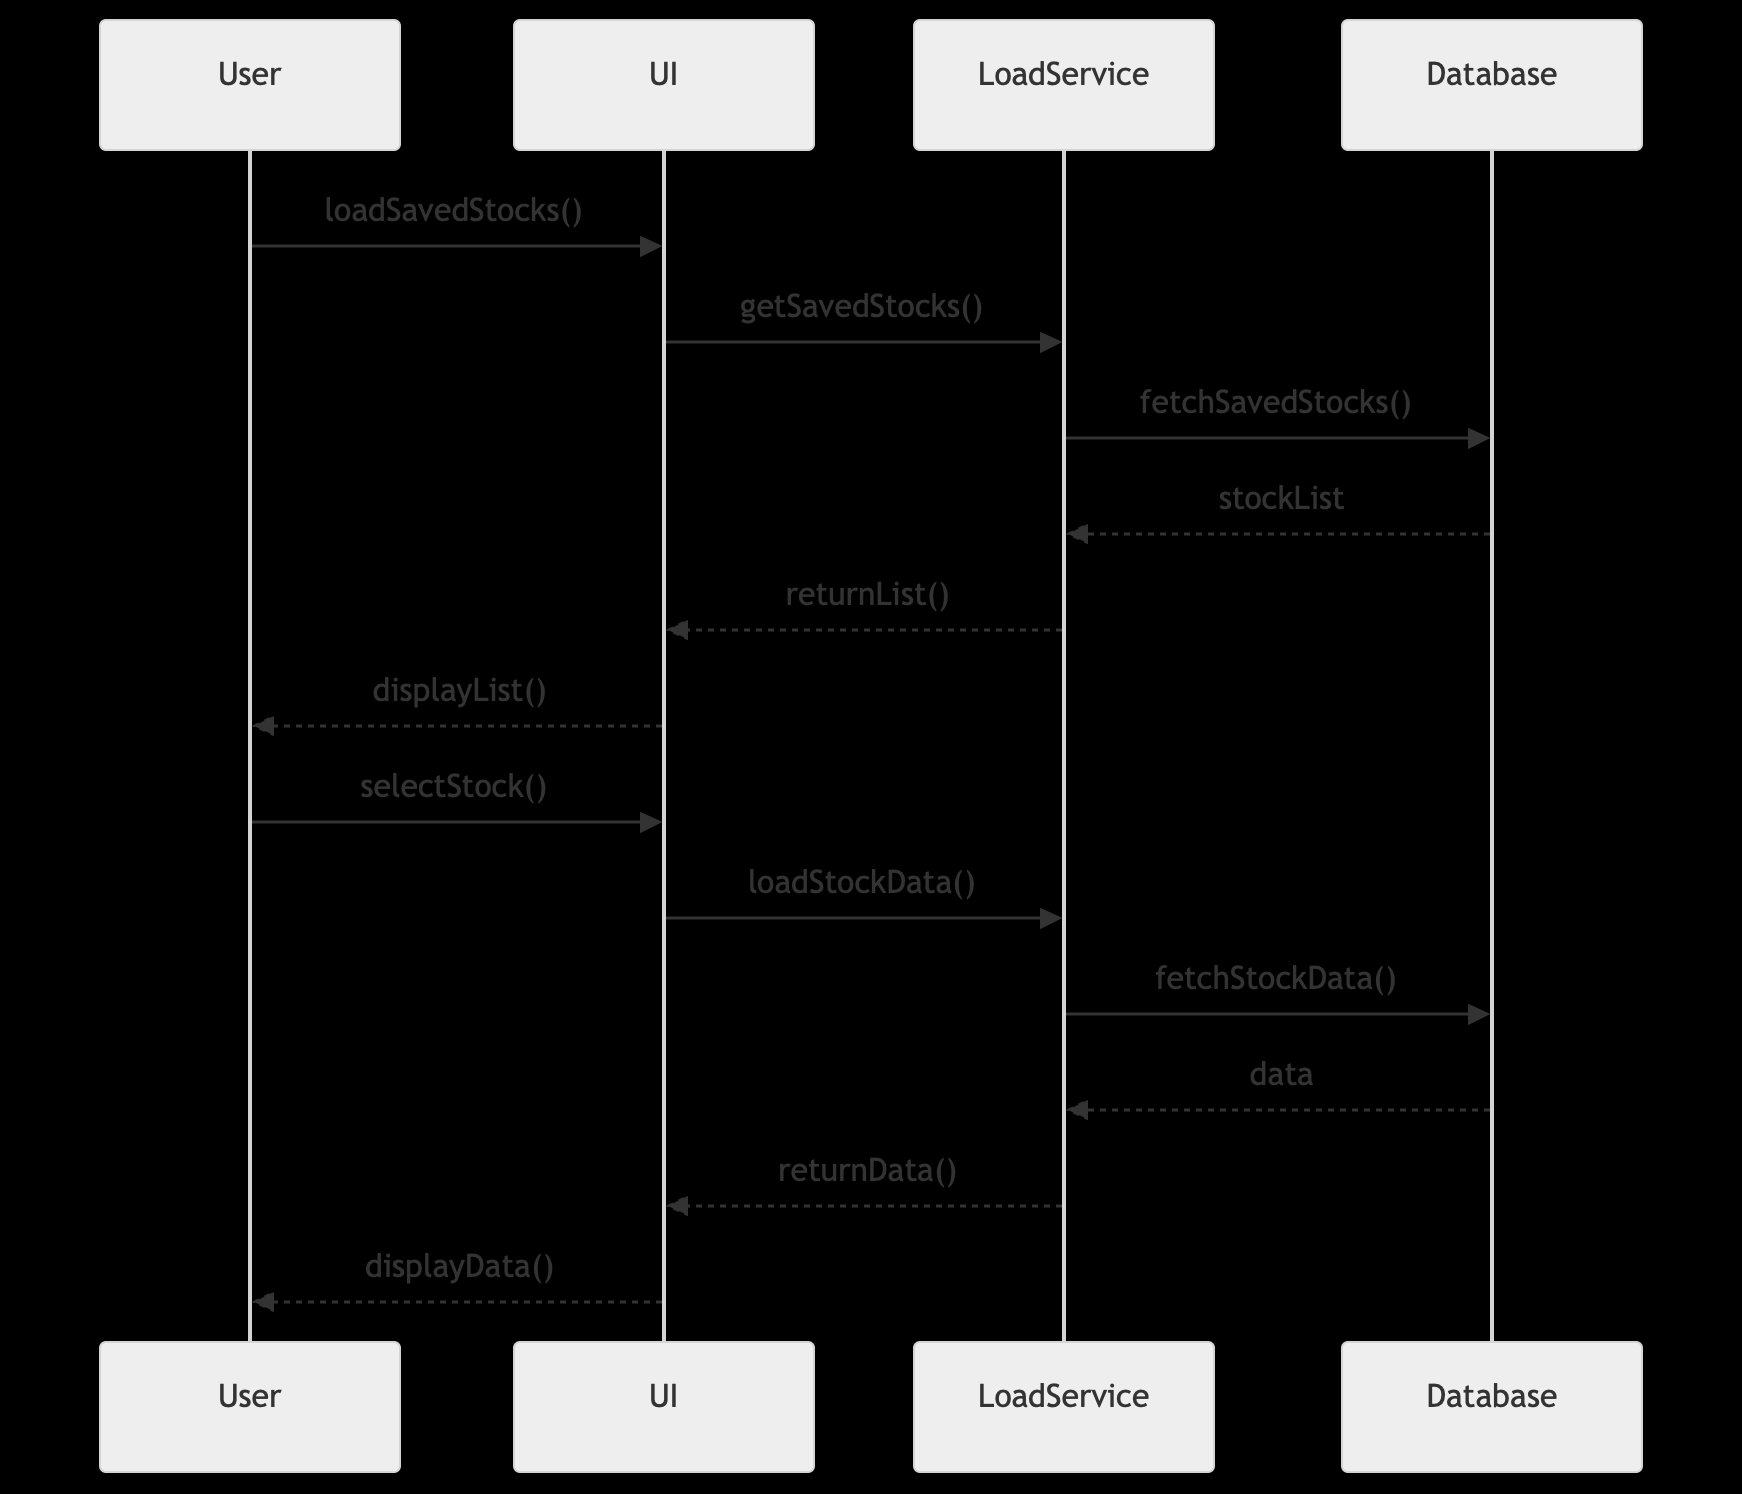 User
UI
LoadService
Database
loadSavedStocks()
getSavedStocks()
fetchSavedStocks()
stockList
returnList()
displayList()
selectStock()
loadStockData()
fetchStockData()
data
returnData()
displayData()
User
UI
LoadService
Database